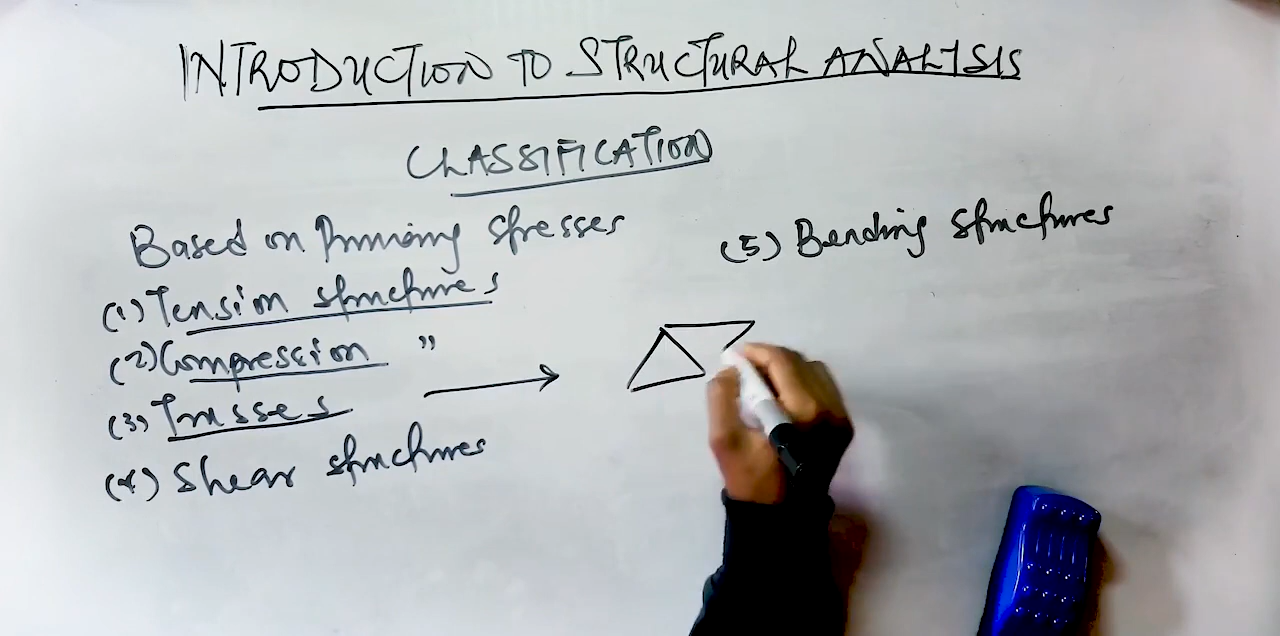 INTRODUCTION TO STRUCTURAL ANALYSIS
CLASSIFICATION
Based on Primary stresses
(1) Tension structures
(2) Compression "
(3) Trusses
(4) Shear structures
(5) Bending structures